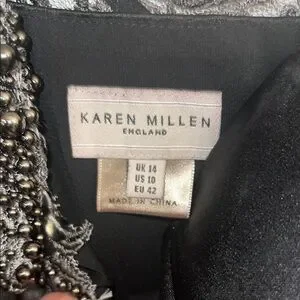 KAREN MILLEN
ENGLAND
UK 14
US 10
EU 42
MADE IN CHINA